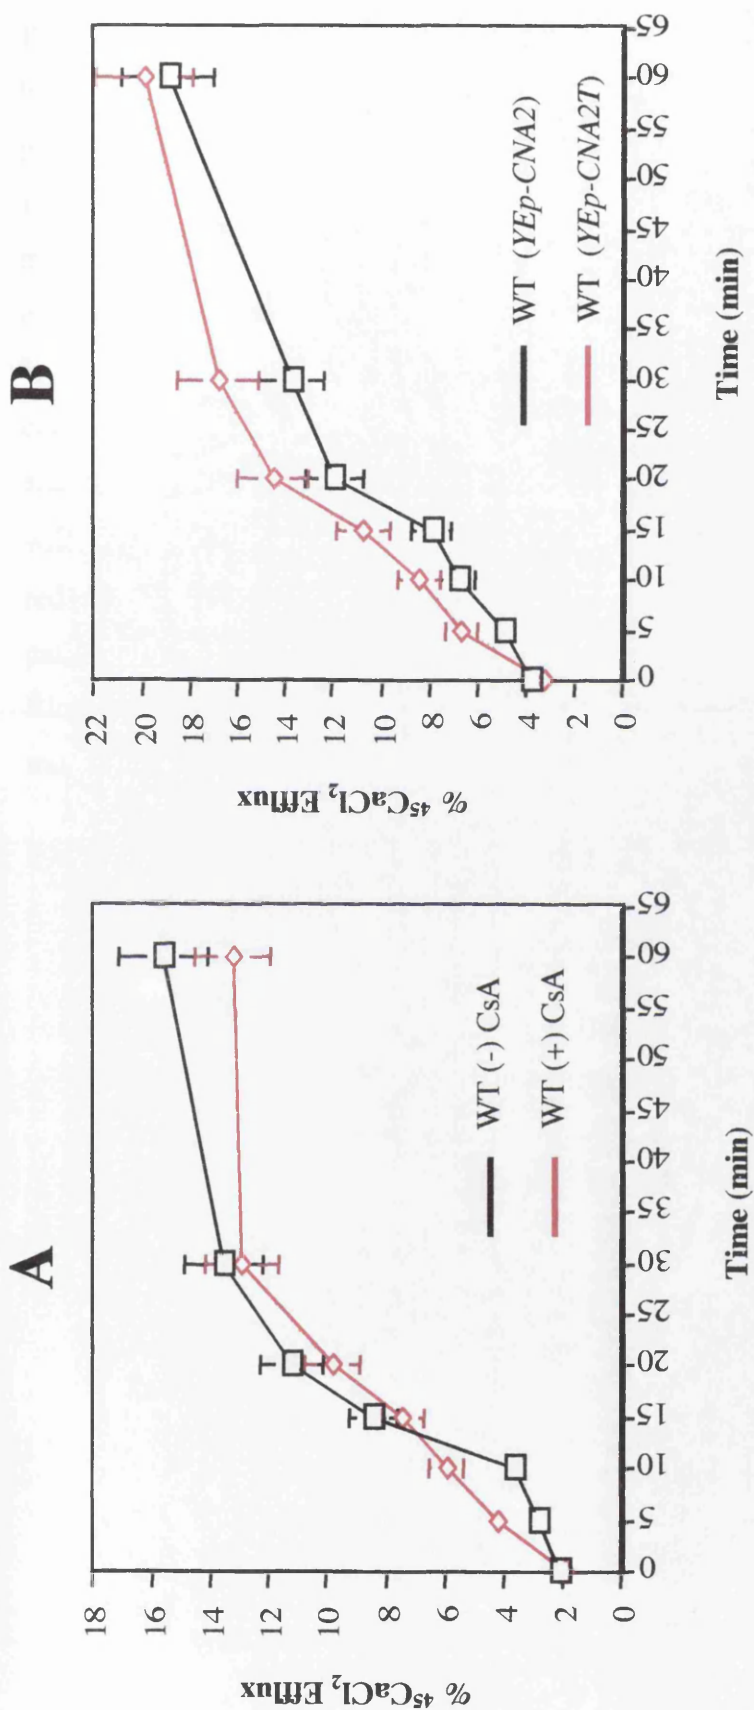 A
% ⁴⁵CaCl₂ Efflux
18
16
14
12
10
8
6
4
2
0
0 5 10 15 20 25 30 35 40 45 50 55 60 65
Time (min)
WT (-) CsA
WT (+) CsA
B
% ⁴⁵CaCl₂ Efflux
22
20
18
16
14
12
10
8
6
4
2
0
0 5 10 15 20 25 30 35 40 45 50 55 60 65
Time (min)
WT (YEp-CNA2)
WT (YEp-CNA2T)